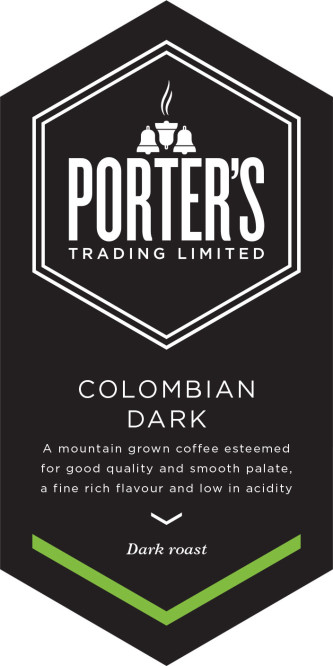 PORTER'S
TRADING LIMITED
COLOMBIAN
DARK
A mountain grown coffee esteemed
for good quality and smooth palate,
a fine rich flavour and low in acidity
Dark roast